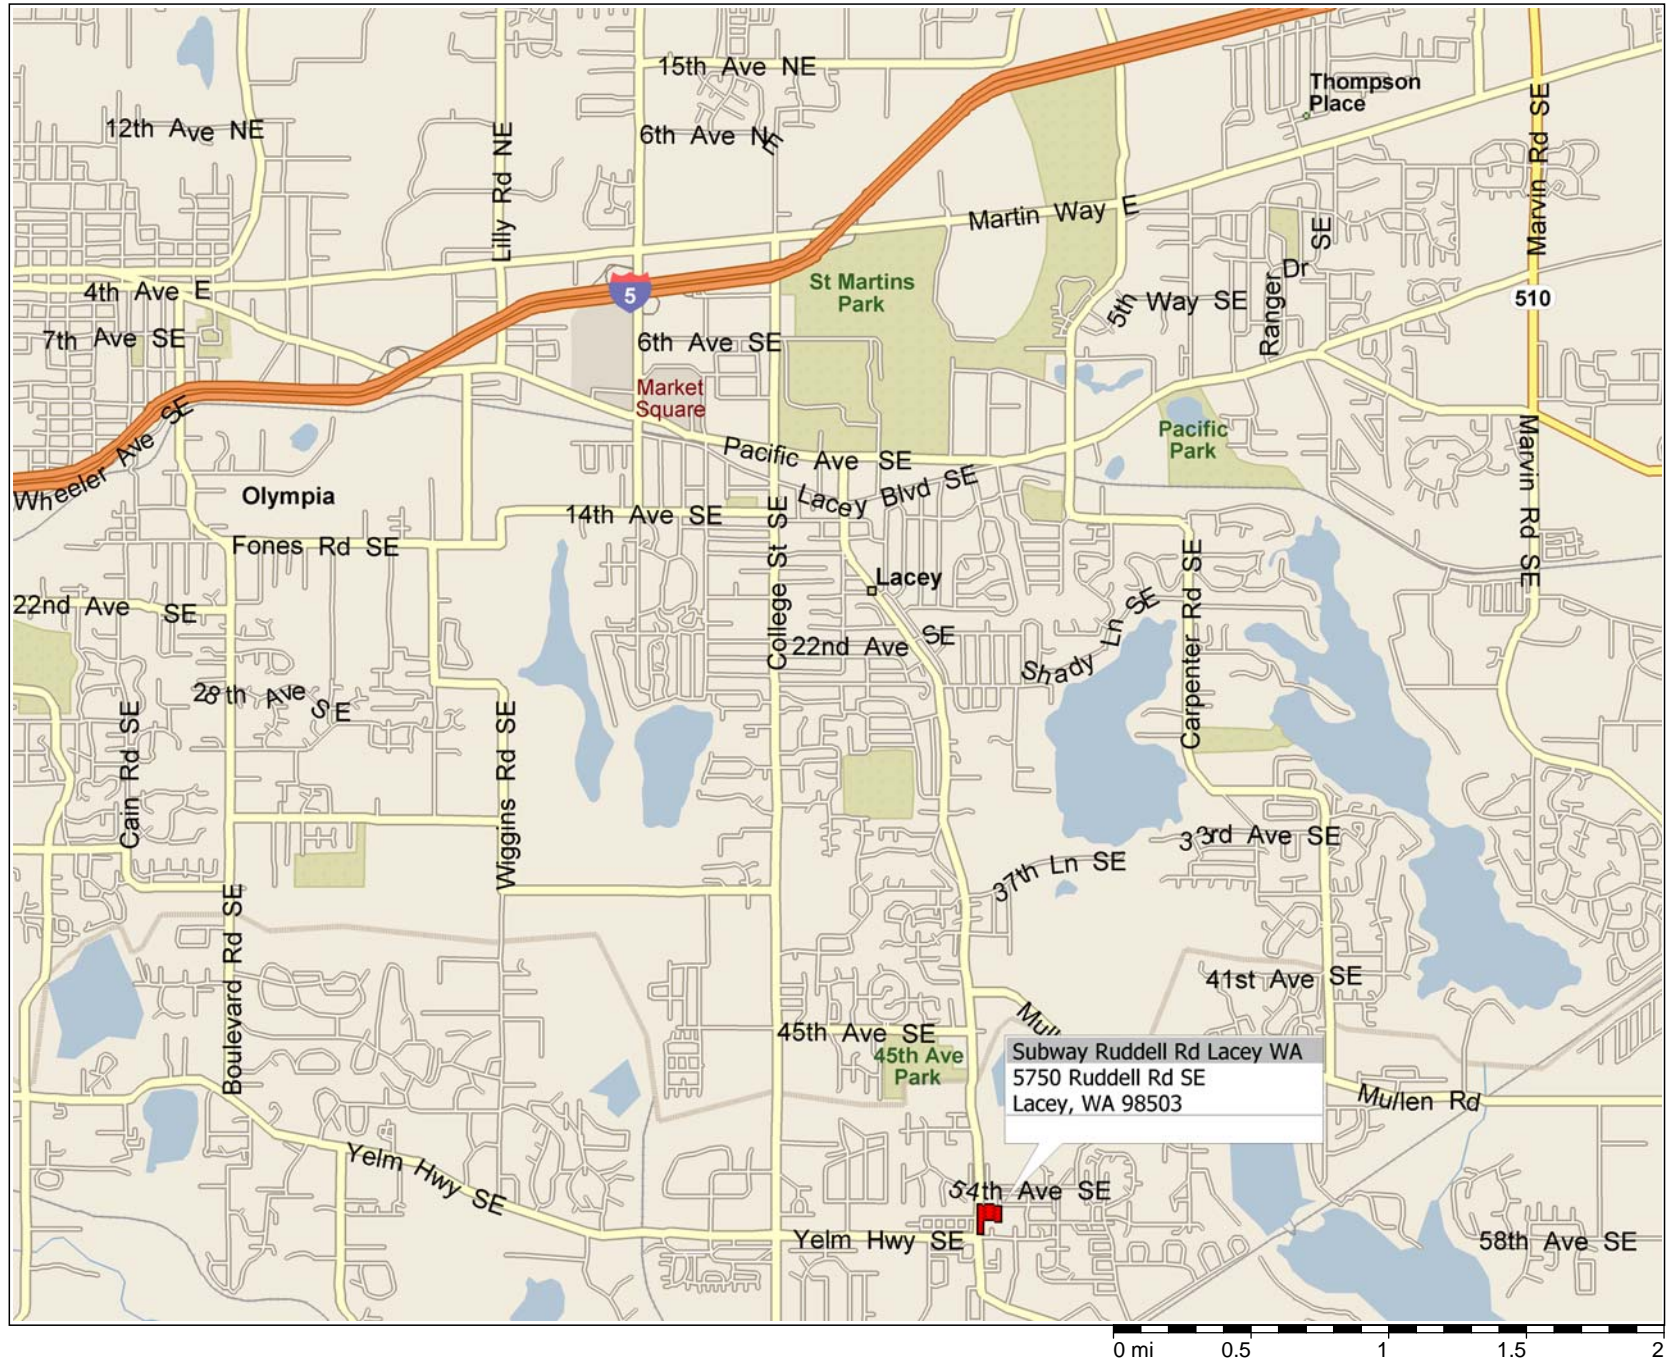 15th Ave NE
Thompson
Place
12th Ave NE
6th Ave NE
Lilly Rd NE
Marvin Rd SE
Martin Way E
SE
Ranger Dr
4th Ave E
5
St Martins
Park
5th Way SE
510
7th Ave SE
6th Ave SE
Market
Square
Wheeler Ave SE
Pacific Ave SE
Pacific
Park
Marvin Rd SE
Olympia
Lacey Blvd SE
14th Ave SE
College St SE
Fones Rd SE
Lacey
Carpenter Rd SE
22nd Ave SE
22nd Ave SE
Shady Ln SE
28th Ave SE
Cain Rd SE
Wiggins Rd SE
33rd Ave SE
37th Ln SE
Boulevard Rd SE
41st Ave SE
Mull
45th Ave SE
45th Ave
Park
Subway Ruddell Rd Lacey WA
5750 Ruddell Rd SE
Lacey, WA 98503
Mullen Rd
Yelm Hwy SE
54th Ave SE
Yelm Hwy SE
58th Ave SE
0 mi 0.5 1 1.5 2